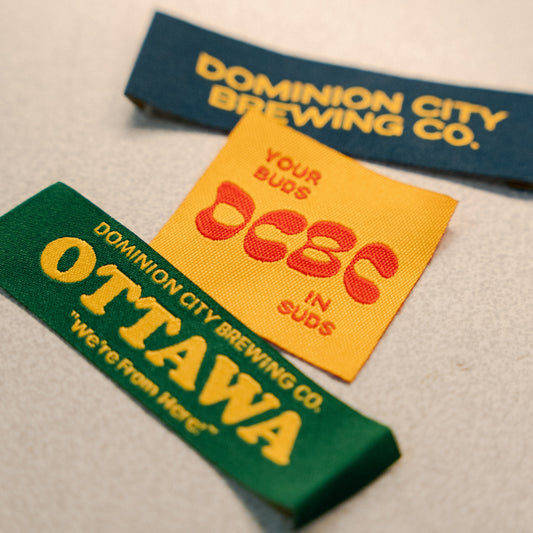 DOMINION CITY
BREWING CO.
YOUR
BUDS
DCBC
IN
SUDS
DOMINION CITY BREWING CO.
OTTAWA
"We're From Here!"